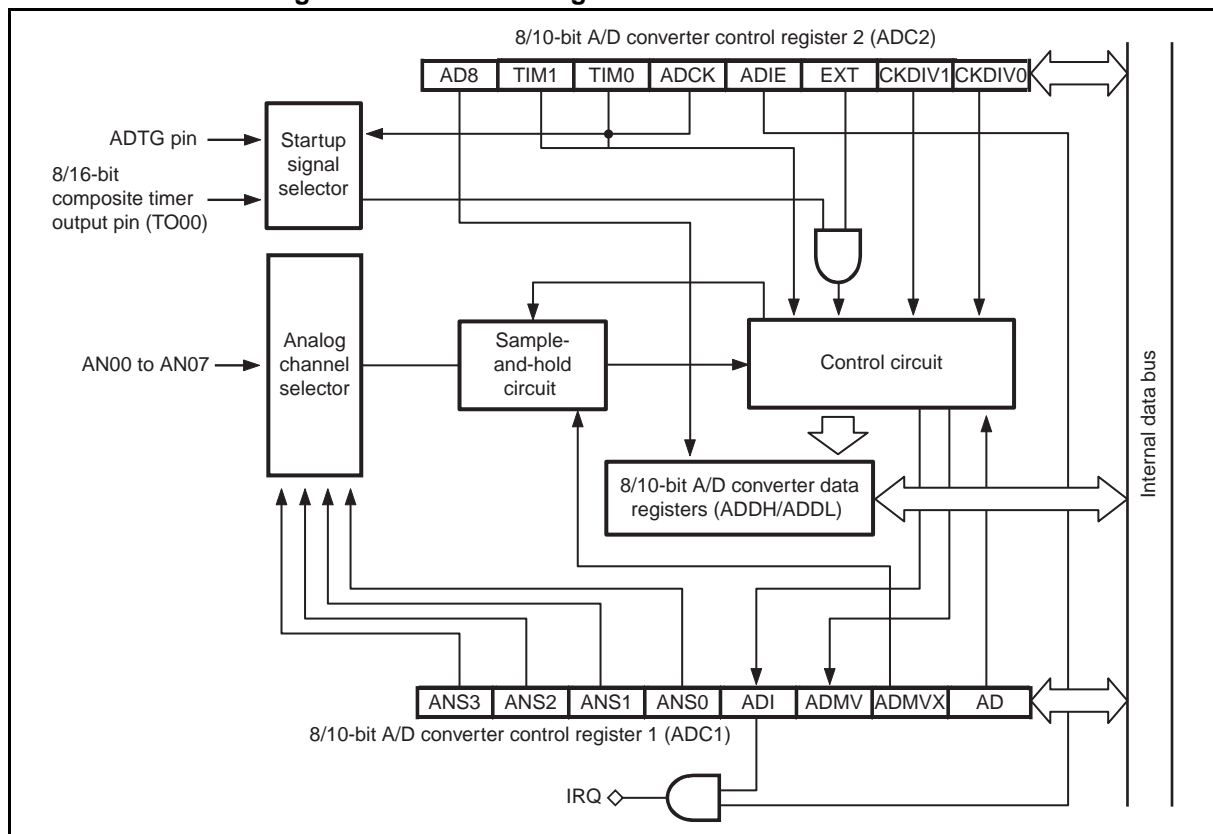 8/10-bit A/D converter control register 2 (ADC2)
AD8 TIM1 TIM0 ADCK ADIE EXT CKDIV1 CKDIV0
ADTG pin
8/16-bit
composite timer
output pin (TO00)
Startup
signal
selector
AN00 to AN07
Analog
channel
selector
Sample-
and-hold
circuit
Control circuit
8/10-bit A/D converter data
registers (ADDH/ADDL)
Internal data bus
ANS3 ANS2 ANS1 ANS0 ADI ADMV ADMVX AD
8/10-bit A/D converter control register 1 (ADC1)
IRQ